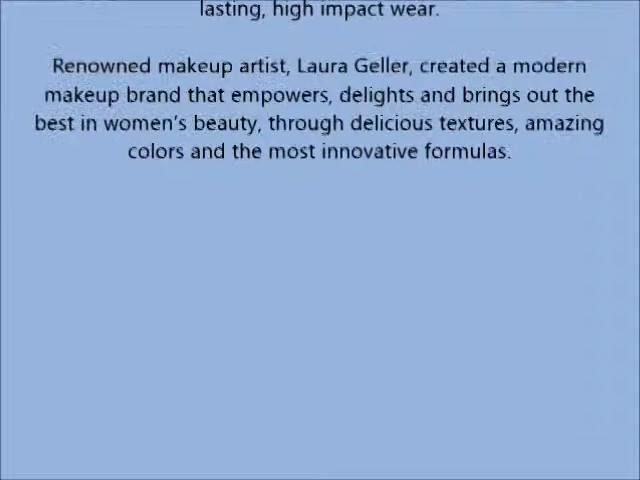 lasting, high impact wear.
Renowned makeup artist, Laura Geller, created a modern
makeup brand that empowers, delights and brings out the
best in women's beauty, through delicious textures, amazing
colors and the most innovative formulas.